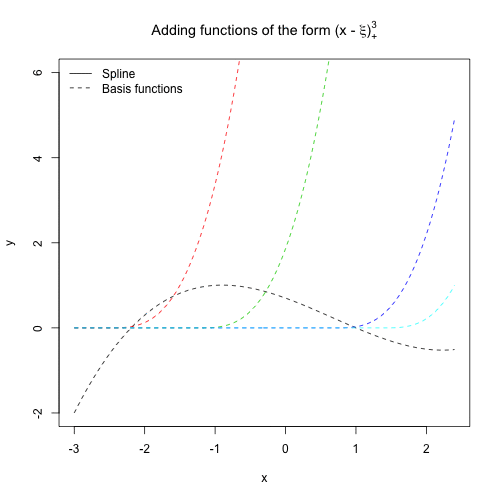 Adding functions of the form (x - ξ)³₊
Spline
Basis functions
6
4
2
0
-2
y
-3 -2 -1 0 1 2
x